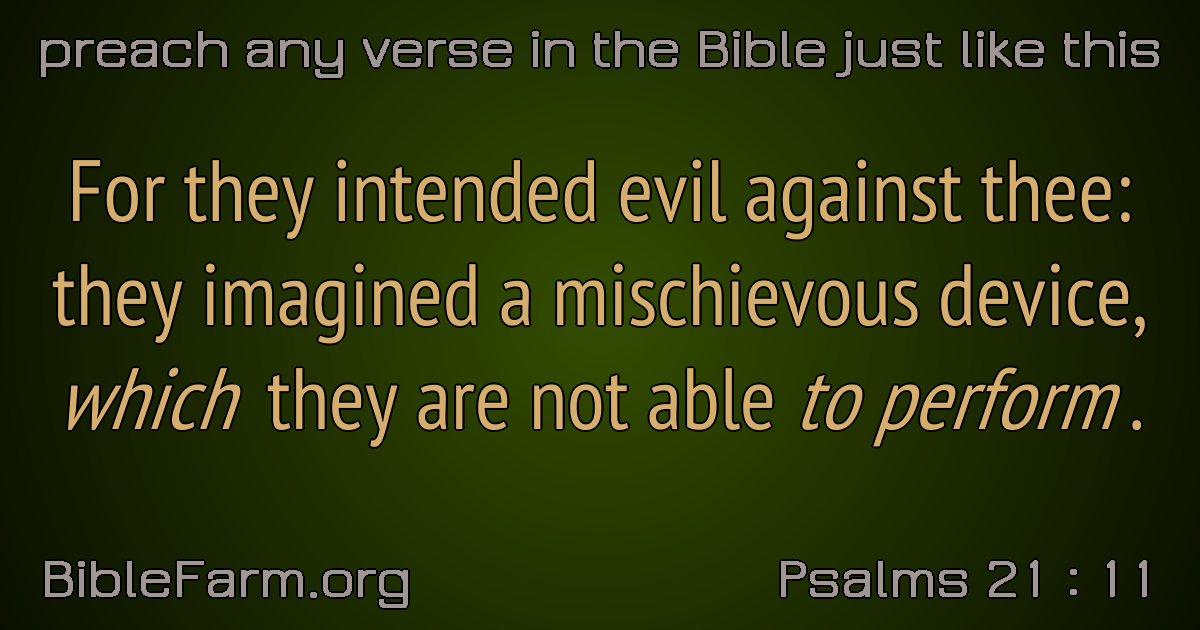 preach any verse in the Bible just like this
For they intended evil against thee:
they imagined a mischievous device,
which they are not able to perform .
BibleFarm.org
Psalms 21 : 11